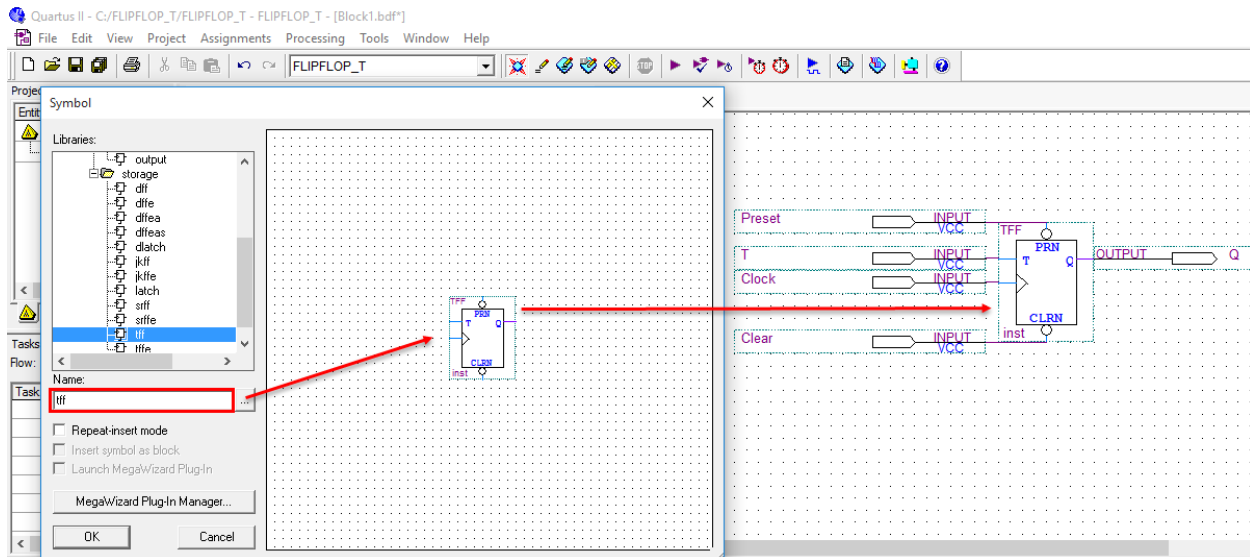 Quartus II - C:/FLIPFLOP_T/FLIPFLOP_T - FLIPFLOP_T - [Block1.bdf*]
File Edit View Project Assignments Processing Tools Window Help
FLIPFLOP_T
STOP
Projec
Entit
Symbol
Libraries:
output
storage
dff
dffe
dffea
dffeas
dlatch
jkff
jkffe
latch
srff
srffe
tff
tffe
Name:
tff
...
Repeat-insert mode
Insert symbol as block
Launch MegaWizard Plug-In
MegaWizard Plug-In Manager...
OK Cancel
Tasks
Flow:
Task
TFF
PRN
T Q
CLRN
inst
Preset INPUT
VCC
T INPUT
VCC
Clock INPUT
VCC
Clear INPUT
VCC
TFF
PRN
T Q
CLRN
inst
OUTPUT Q